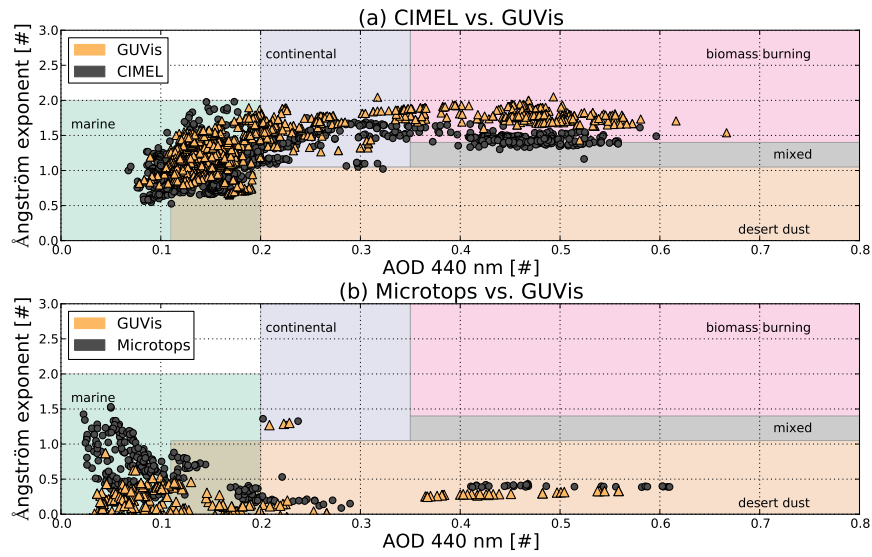 (a) CIMEL vs. GUVis
Ångström exponent [#]
3.0
2.5
2.0
1.5
1.0
0.5
0.0
GUVis
CIMEL
marine
continental
biomass burning
mixed
desert dust
0.1 0.2 0.3 0.4 0.5 0.6 0.7 0.8
AOD 440 nm [#]
(b) Microtops vs. GUVis
Ångström exponent [#]
3.0
2.5
2.0
1.5
1.0
0.5
0.0
GUVis
Microtops
marine
continental
biomass burning
mixed
desert dust
0.0 0.1 0.2 0.3 0.4 0.5 0.6 0.7 0.8
AOD 440 nm [#]